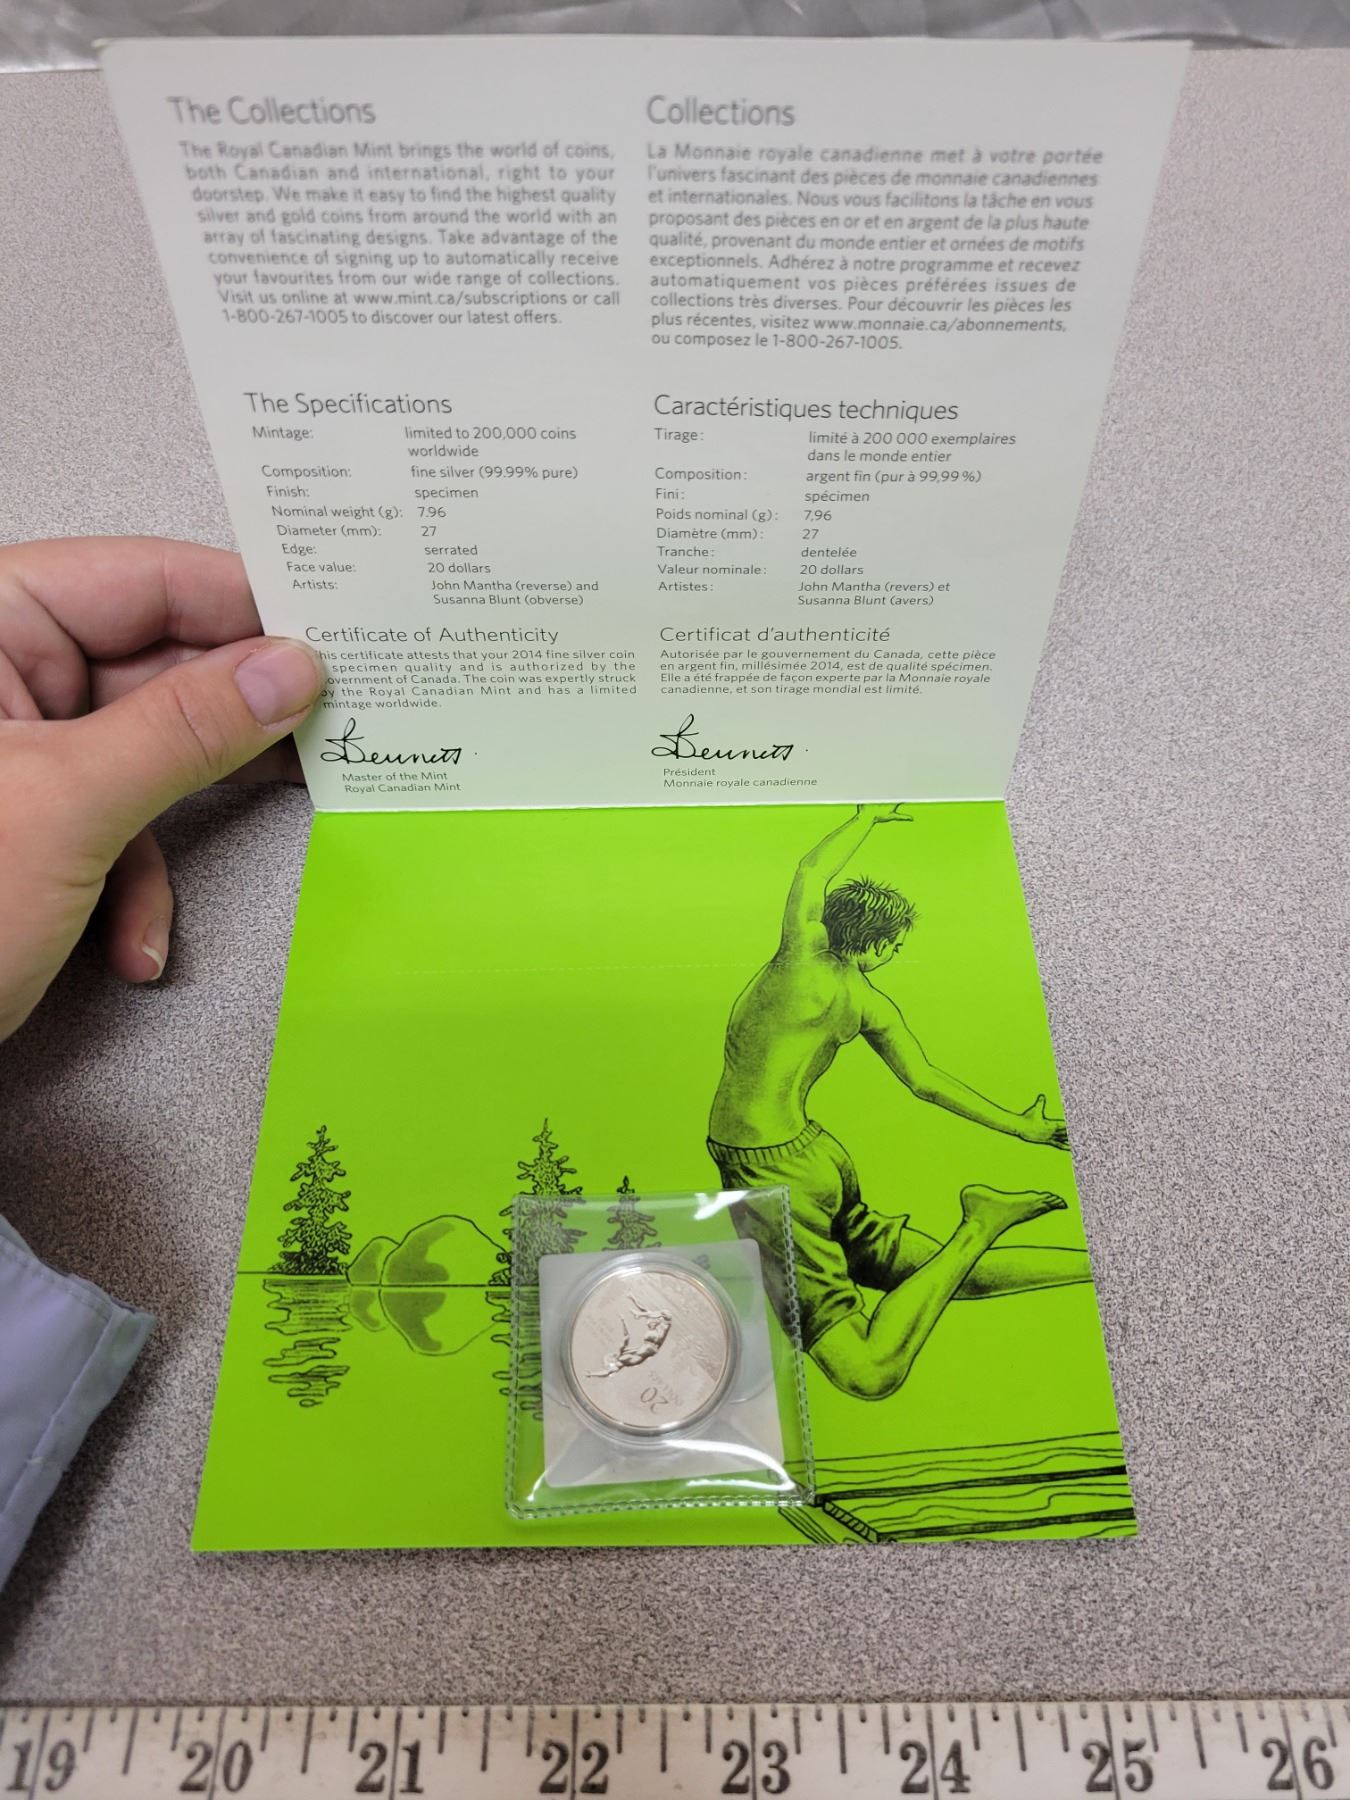 The Collections
The Royal Canadian Mint brings the world of coins,
both Canadian and international, right to your
doorstep. We make it easy to find the highest quality
silver and gold coins from around the world with an
array of fascinating designs. Take advantage of the
convenience of signing up to automatically receive
your favourites from our wide range of collections.
Visit us online at www.mint.ca/subscriptions or call
1-800-267-1005 to discover our latest offers.
The Specifications
Mintage: limited to 200,000 coins
worldwide
Composition: fine silver (99.99% pure)
Finish: specimen
Nominal weight (g): 7.96
Diameter (mm): 27
Edge: serrated
Face value: 20 dollars
Artists: John Mantha (reverse) and
Susanna Blunt (obverse)
Certificate of Authenticity
his certificate attests that your 2014 fine silver coin
specimen quality and is authorized by the
overnment of Canada. The coin was expertly struck
by the Royal Canadian Mint and has a limited
mintage worldwide.
Bennett
Master of the Mint
Royal Canadian Mint
Collections
La Monnaie royale canadienne met à votre portée
l'univers fascinant des pièces de monnaie canadiennes
et internationales. Nous vous facilitons la tâche en vous
proposant des pièces en or et en argent de la plus haute
qualité, provenant du monde entier et ornées de motifs
exceptionnels. Adhérez à notre programme et recevez
automatiquement vos pièces préférées issues de
collections très diverses. Pour découvrir les pièces les
plus récentes, visitez www.monnaie.ca/abonnements,
ou composez le 1-800-267-1005.
Caractéristiques techniques
Tirage: limité à 200 000 exemplaires
dans le monde entier
Composition: argent fin (pur à 99,99 %)
Fini: spécimen
Poids nominal (g): 7,96
Diamètre (mm): 27
Tranche: dentelée
Valeur nominale: 20 dollars
Artistes: John Mantha (revers) et
Susanna Blunt (avers)
Certificat d'authenticité
Autorisée par le gouvernement du Canada, cette pièce
en argent fin, millésimée 2014, est de qualité spécimen.
Elle a été frappée de façon experte par la Monnaie royale
canadienne, et son tirage mondial est limité.
Bennett
Président
Monnaie royale canadienne
20
19 20 21 22 23 24 25 26